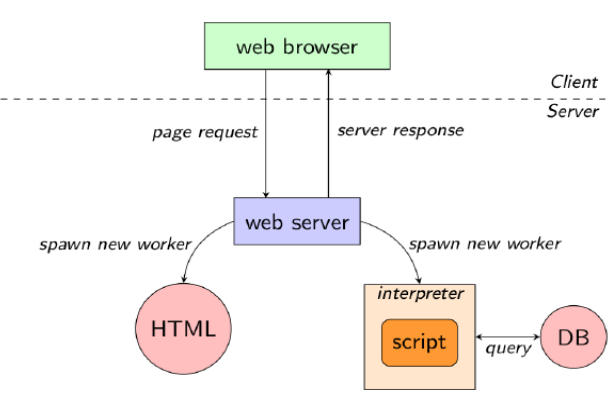 web browser
Client
Server
page request
server response
web server
spawn new worker
spawn new worker
interpreter
HTML
script
DB
query